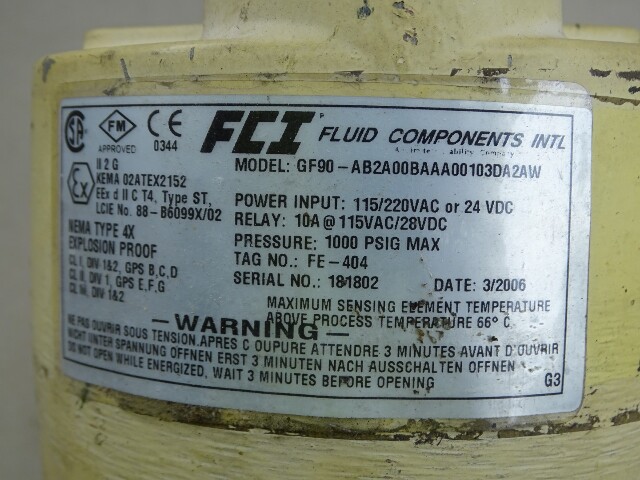 SA FM CE FCI FLUID COMPONENTS INTL
APPROVED 0344 A Limited Liability Company
II 2 G MODEL: GF90-AB2A00BAAA00103DA2AW
KEMA 02ATEX2152
Ex EEx d II C T4, Type ST, POWER INPUT: 115/220VAC or 24 VDC
LCIE No. 88-B6099X/02 RELAY: 10A @ 115VAC/28VDC
NEMA TYPE 4X PRESSURE: 1000 PSIG MAX
EXPLOSION PROOF TAG NO.: FE-404
CL I, DIV 1&2, GPS B,C,D SERIAL NO.: 181802 DATE: 3/2006
CL II, DIV 1, GPS E,F,G
CL III, DIV 1&2 MAXIMUM SENSING ELEMENT TEMPERATURE
-WARNING- ABOVE PROCESS TEMPERATURE 66° C
NE PAS OUVRIR SOUS TENSION.APRES C OUPURE ATTENDRE 3 MINUTES AVANT D'OUVRIR
NICHT UNTER SPANNUNG OFFNEN ERST 3 MINUTEN NACH AUSSCHALTEN OFFNEN
DO NOT OPEN WHILE ENERGIZED, WAIT 3 MINUTES BEFORE OPENING G3